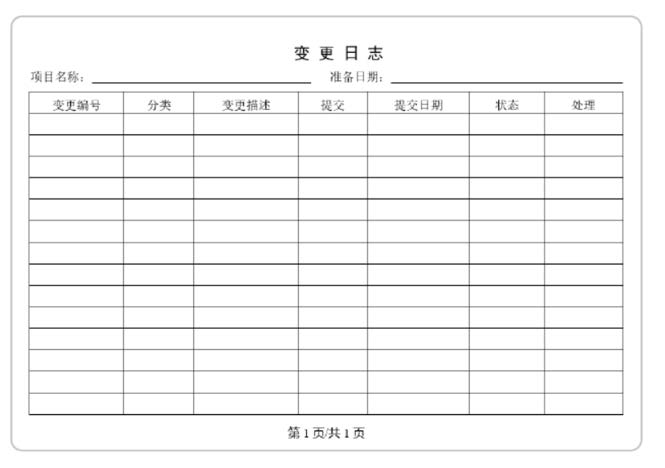 变更日志
项目名称： 准备日期：
变更编号 分类 变更描述 提交 提交日期 状态 处理
第 1 页/共 1 页